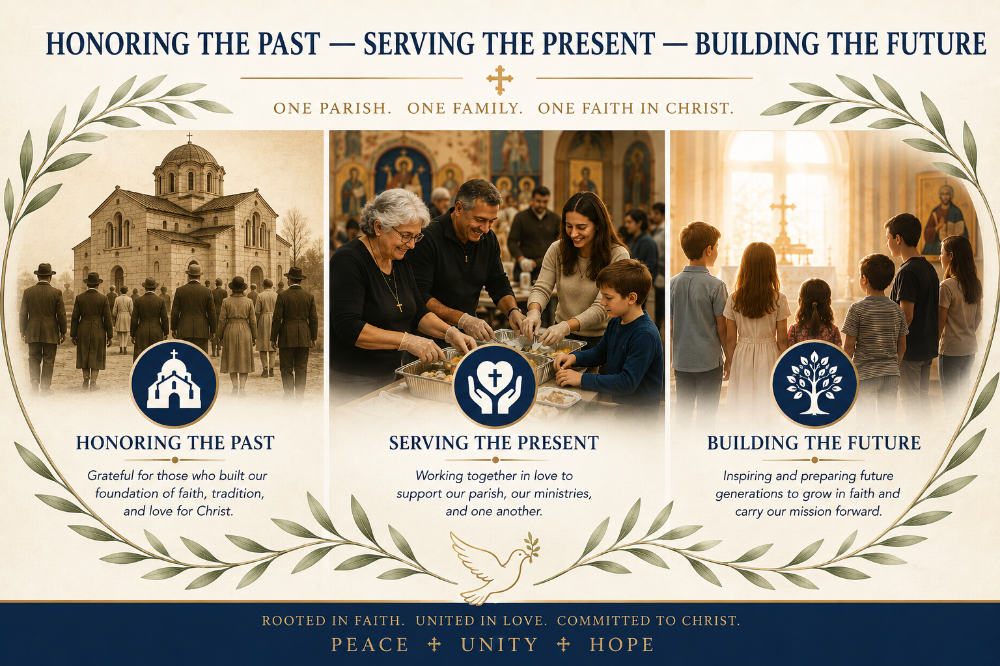 HONORING THE PAST — SERVING THE PRESENT — BUILDING THE FUTURE
ONE PARISH. ONE FAMILY. ONE FAITH IN CHRIST.
HONORING THE PAST
Grateful for those who built our
foundation of faith, tradition,
and love for Christ.
SERVING THE PRESENT
Working together in love to
support our parish, our ministries,
and one another.
BUILDING THE FUTURE
Inspiring and preparing future
generations to grow in faith and
carry our mission forward.
ROOTED IN FAITH. UNITED IN LOVE. COMMITTED TO CHRIST.
PEACE UNITY HOPE